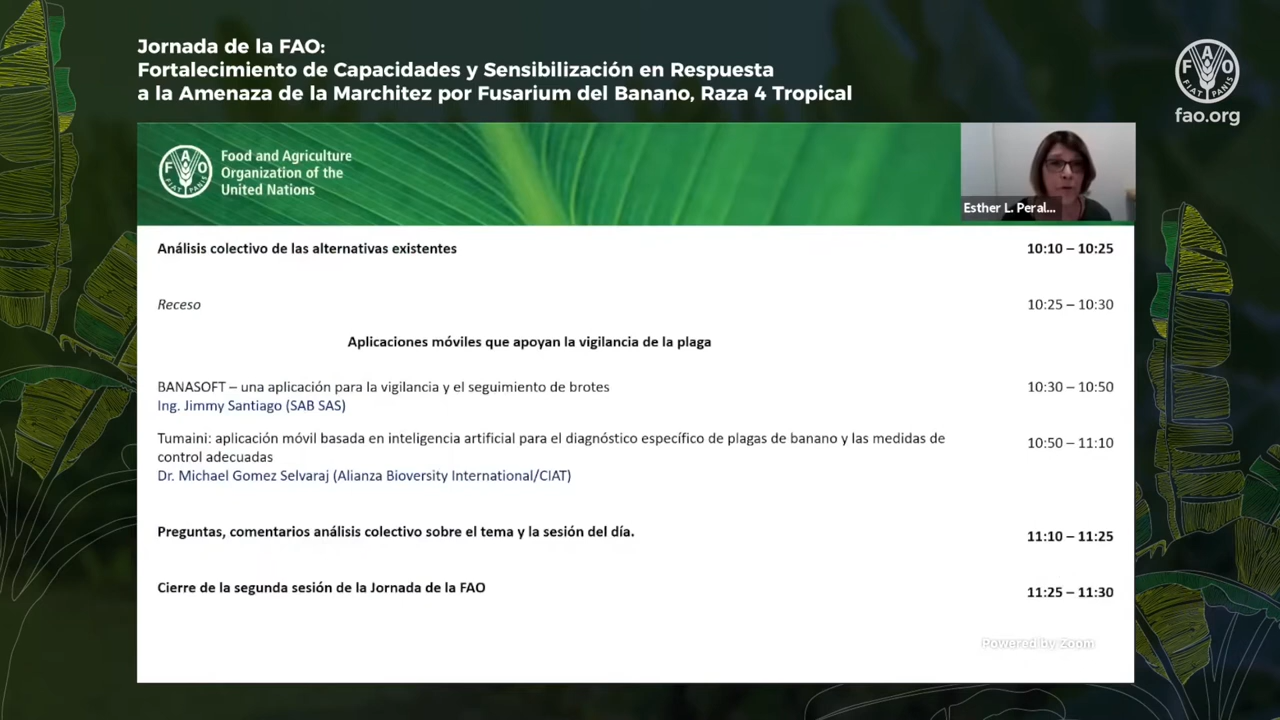 Jornada de la FAO:
Fortalecimiento de Capacidades y Sensibilización en Respuesta
a la Amenaza de la Marchitez por Fusarium del Banano, Raza 4 Tropical
F A O
FIAT PANIS
fao.org
F A O
FIAT PANIS
Food and Agriculture
Organization of the
United Nations
Esther L. Peral...
Análisis colectivo de las alternativas existentes 10:10 – 10:25
Receso 10:25 – 10:30
Aplicaciones móviles que apoyan la vigilancia de la plaga
BANASOFT – una aplicación para la vigilancia y el seguimiento de brotes 10:30 – 10:50
Ing. Jimmy Santiago (SAB SAS)
Tumaini: aplicación móvil basada en inteligencia artificial para el diagnóstico específico de plagas de banano y las medidas de 10:50 – 11:10
control adecuadas
Dr. Michael Gomez Selvaraj (Alianza Bioversity International/CIAT)
Preguntas, comentarios análisis colectivo sobre el tema y la sesión del día. 11:10 – 11:25
Cierre de la segunda sesión de la Jornada de la FAO 11:25 – 11:30
Powered by Zoom